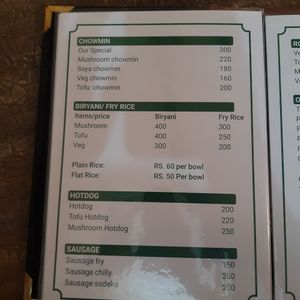 CHOWMIN
Our Special 300
Mushroom chowmin 220
Soya chowmin 180
Veg chowmin 160
Tofu chowmin 200
BIRYANI/ FRY RICE
Items/price Biryani Fry Rice
Mushroom 400 300
Tofu 400 250
Veg 300 200
Plain Rice: RS. 60 per bowl
Flat Rice: RS. 50 Per bowl
HOTDOG
Hotdog 200
Tofu Hotdog 220
Mushroom Hotdog 250
SAUSAGE
Sausage fry 150
Sausage chilly 200
Sausage sadeko 200